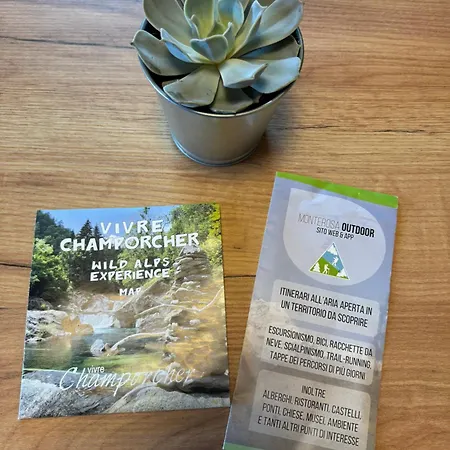 VIVRE
CHAMPORCHER
WILD ALPS
EXPERIENCE
MAP
vivre
Champorcher
MONTEROSA OUTDOOR
SITO WEB & APP
ITINERARI ALL'ARIA APERTA IN
UN TERRITORIO DA SCOPRIRE
ESCURSIONISMO, BICI, RACCHETTE DA
NEVE, SCIALPINISMO, TRAIL-RUNNING,
TAPPE DEI PERCORSI DI PIÙ GIORNI
INOLTRE
ALBERGHI, RISTORANTI, CASTELLI,
PONTI, CHIESE, MUSEI, AMBIENTE
E TANTI ALTRI PUNTI DI INTERESSE